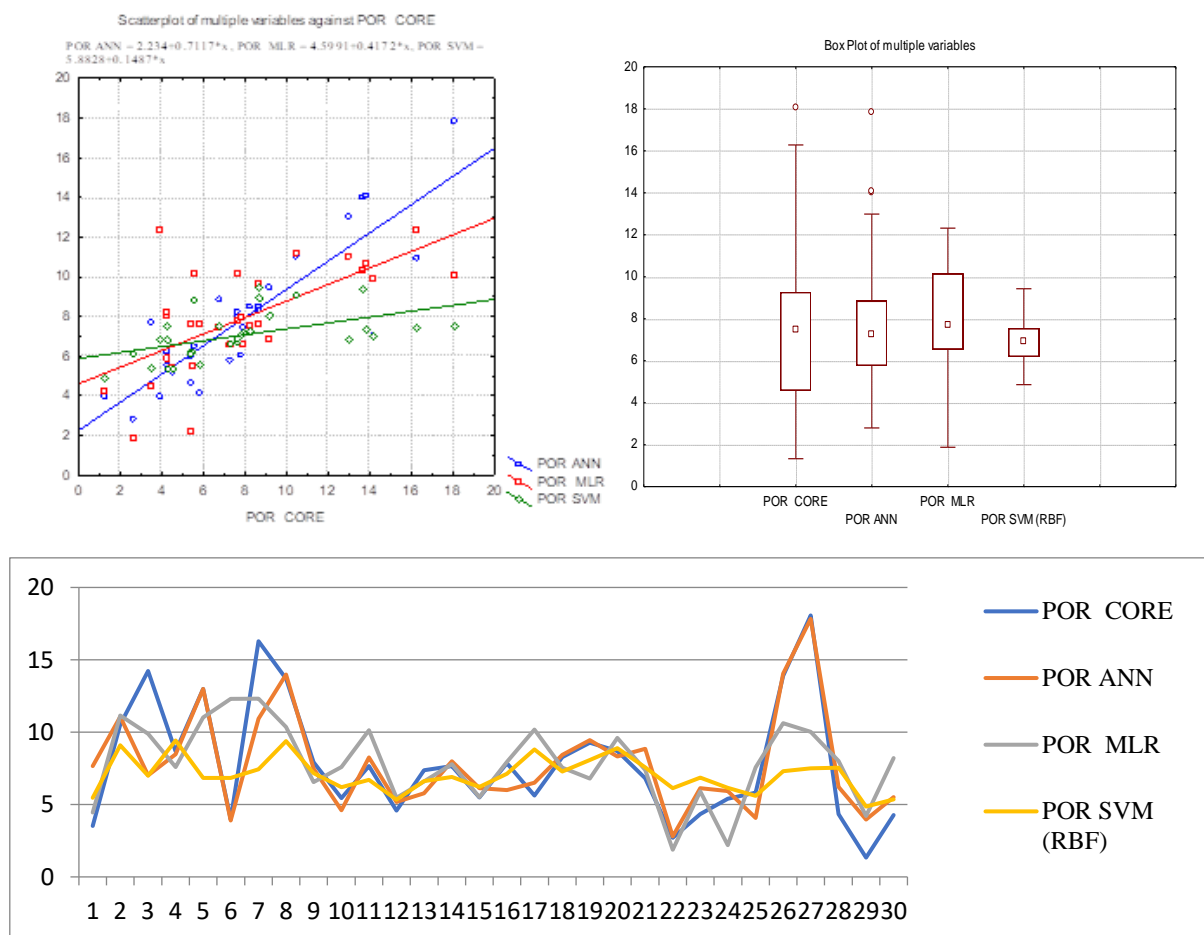 Scatterplot of multiple variables against POR CORE
POR ANN = 2.234+0.7117*x, POR MLR = 4.5991+0.4172*x, POR SVM =
5.8828+0.1487*x
20
18
16
14
12
10
8
6
4
2
0
0 2 4 6 8 10 12 14 16 18 20
POR CORE
POR ANN
POR MLR
POR SVM
Box Plot of multiple variables
20
18
16
14
12
10
8
6
4
2
0
POR CORE
POR ANN
POR MLR
POR SVM (RBF)
20
15
10
5
0
1 2 3 4 5 6 7 8 9 10 11 12 13 14 15 16 17 18 19 20 21 22 23 24 25 26 27 28 29 30
POR CORE
POR ANN
POR MLR
POR SVM
(RBF)